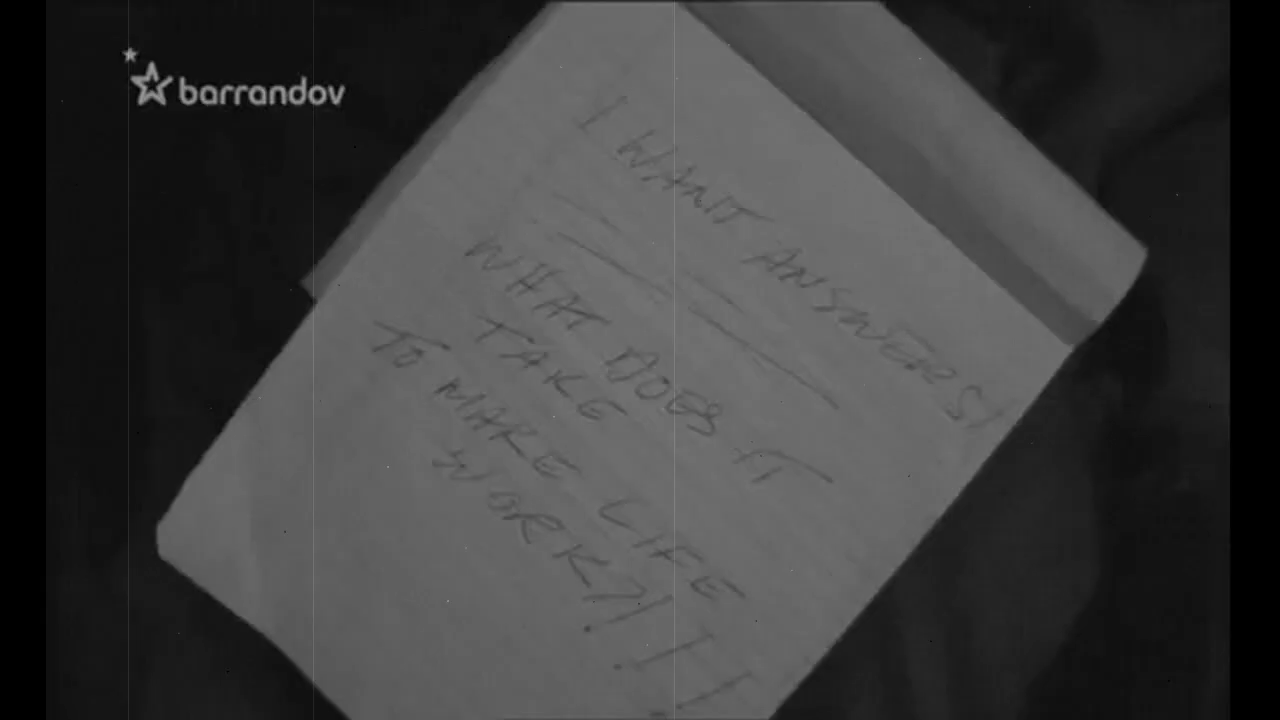 barrandov
I WANT ANSWERS!
WHAT DOES IT
TAKE
TO MAKE LIFE
WORK?!!!